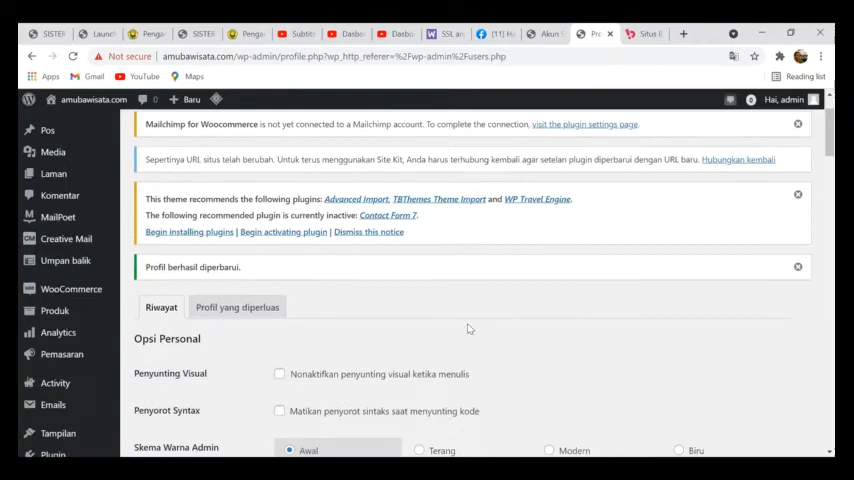 SISTER
Launch
Pengar
SISTER
Pengar
Subtitl
Dasbo
Dasbo
SSL an
(11) Ha
Akun S
Pro
Situs B
Not secure
amubawisata.com/wp-admin/profile.php?wp_http_referer=%2Fwp-admin%2Fusers.php
Apps
Gmail
YouTube
Maps
Reading list
amubawisata.com
0
Baru
0
Hai, admin
Pos
Media
Laman
Komentar
MailPoet
Creative Mail
Umpan balik
WooCommerce
Produk
Analytics
Pemasaran
Activity
Emails
Tampilan
Plugin
Mailchimp for Woocommerce is not yet connected to a Mailchimp account. To complete the connection, visit the plugin settings page.
Sepertinya URL situs telah berubah. Untuk terus menggunakan Site Kit, Anda harus terhubung kembali agar setelan plugin diperbarui dengan URL baru. Hubungkan kembali
This theme recommends the following plugins: Advanced Import, TBThemes Theme Import and WP Travel Engine.
The following recommended plugin is currently inactive: Contact Form 7.
Begin installing plugins | Begin activating plugin | Dismiss this notice
Profil berhasil diperbarui.
Riwayat
Profil yang diperluas
Opsi Personal
Penyunting Visual
Nonaktifkan penyunting visual ketika menulis
Penyorot Syntax
Matikan penyorot sintaks saat menyunting kode
Skema Warna Admin
Awal
Terang
Modern
Biru